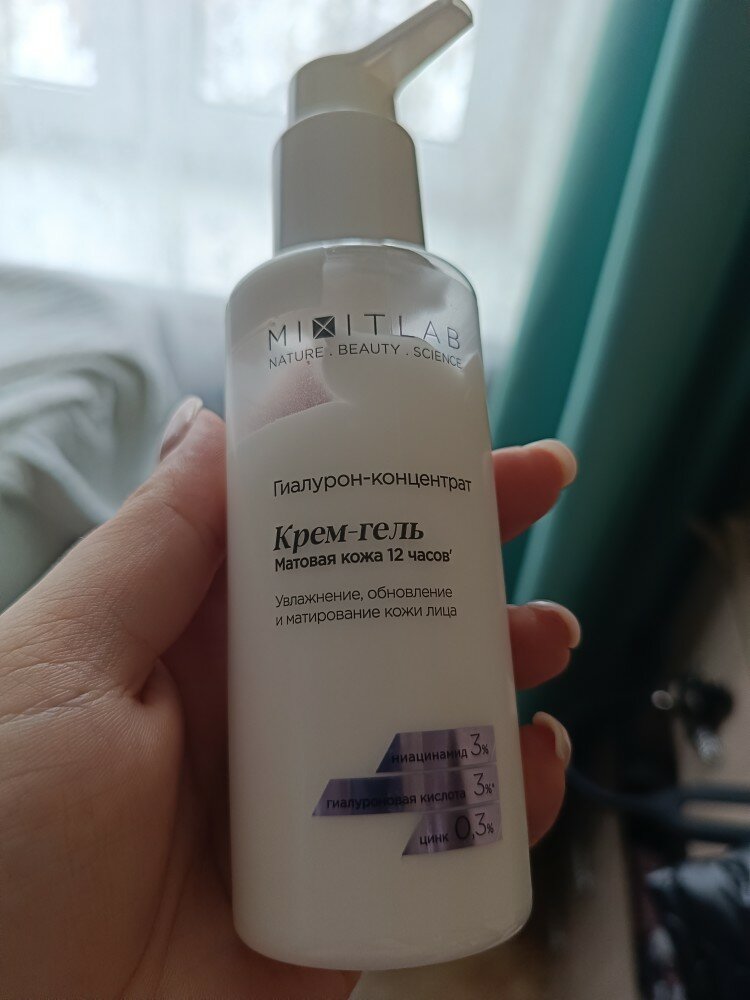 MIXITLAB
NATURE . BEAUTY . SCIENCE
Гиалурон-концентрат
Крем-гель
Матовая кожа 12 часов'
Увлажнение, обновление
и матирование кожи лица
ниацинамид 3%
гиалуроновая кислота 3%*
цинк 0,3%